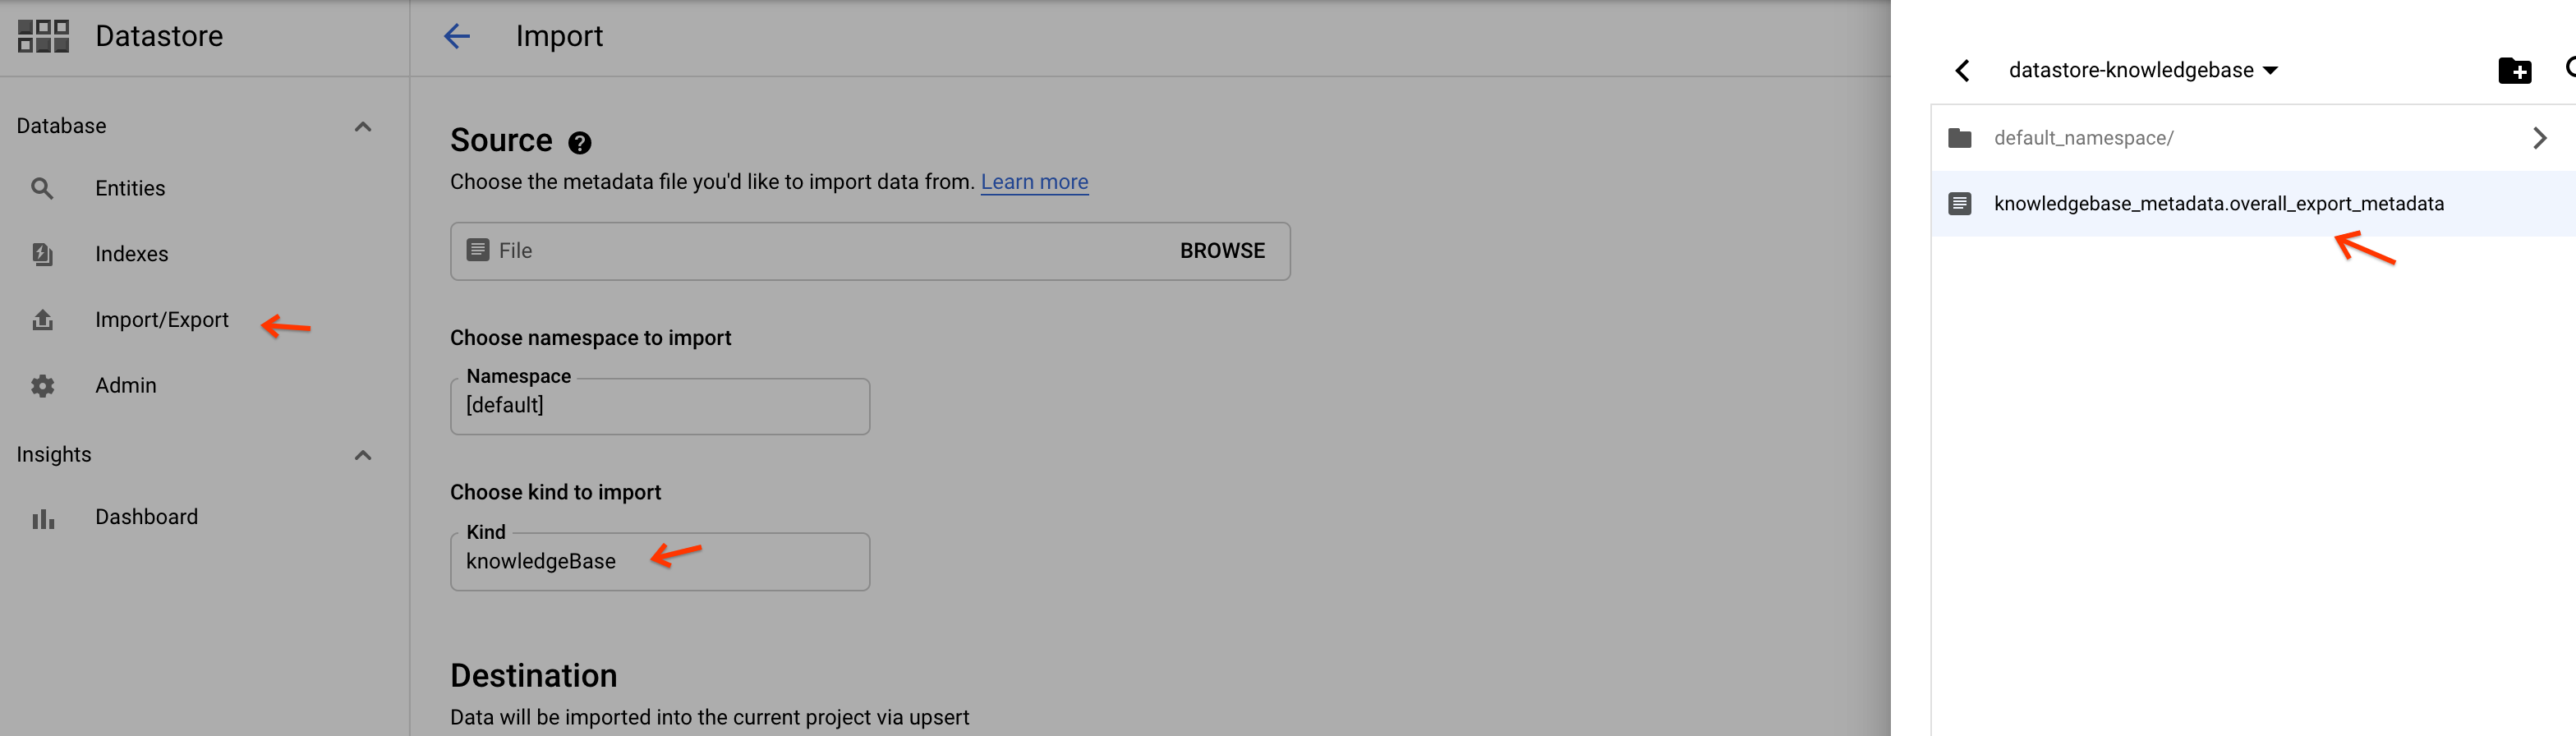 Datastore
Database
Entities
Indexes
Import/Export
Admin
Insights
Dashboard
Import
Source
Choose the metadata file you'd like to import data from. Learn more
File BROWSE
Choose namespace to import
Namespace
[default]
Choose kind to import
Kind
knowledgeBase
Destination
Data will be imported into the current project via upsert
datastore-knowledgebase
default_namespace/
knowledgebase_metadata.overall_export_metadata